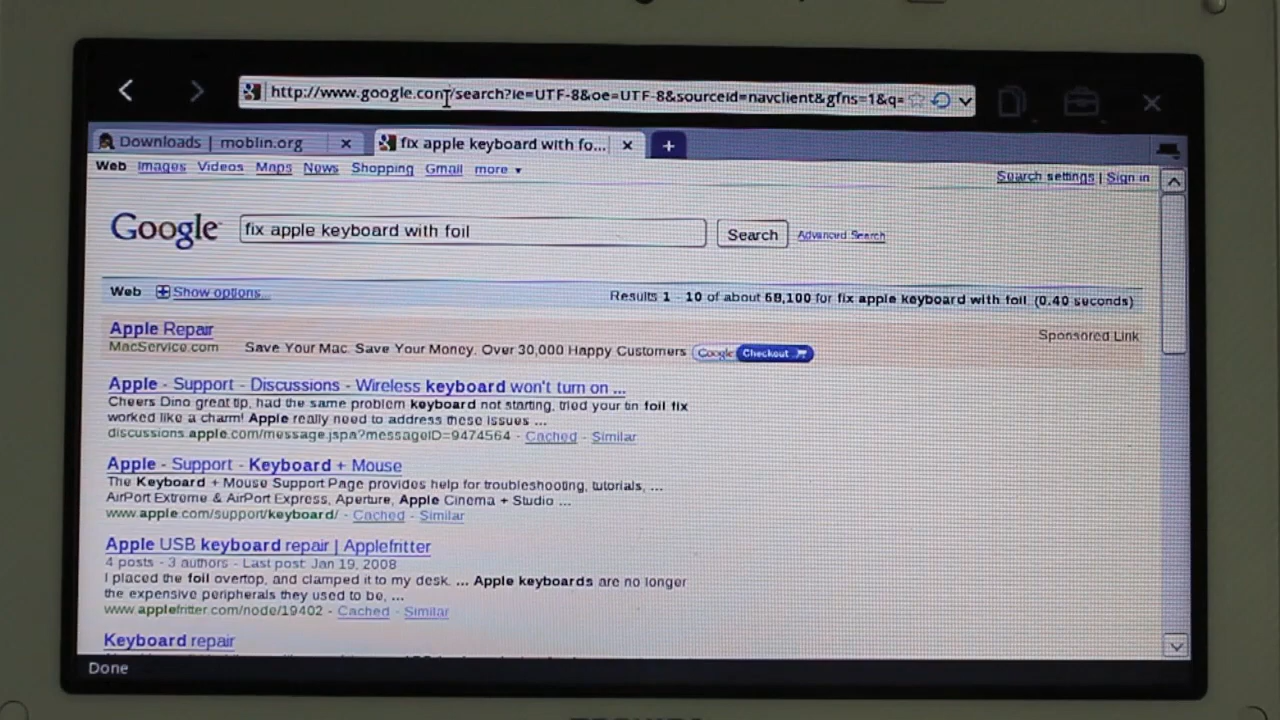 http://www.google.com/search?ie=UTF-8&oe=UTF-8&sourceid=navclient&gfns=1&q=
Downloads | moblin.org
fix apple keyboard with fo...
Web Images Videos Maps News Shopping Gmail more
Search settings | Sign in
Google fix apple keyboard with foil Search Advanced Search
Web Show options... Results 1 - 10 of about 68,100 for fix apple keyboard with foil (0.40 seconds)
Apple Repair Sponsored Link
MacService.com Save Your Mac. Save Your Money. Over 30,000 Happy Customers Google Checkout
Apple - Support - Discussions - Wireless keyboard won't turn on ...
Cheers Dino great tip, had the same problem keyboard not starting, tried your tin foil fix
worked like a charm! Apple really need to address these issues ...
discussions.apple.com/message.jspa?messageID=9474564 - Cached - Similar
Apple - Support - Keyboard + Mouse
The Keyboard + Mouse Support Page provides help for troubleshooting, tutorials, ...
AirPort Extreme & AirPort Express, Aperture, Apple Cinema + Studio ...
www.apple.com/support/keyboard/ - Cached - Similar
Apple USB keyboard repair | Applefritter
4 posts - 3 authors - Last post: Jan 19, 2008
I placed the foil overtop, and clamped it to my desk. ... Apple keyboards are no longer
the expensive peripherals they used to be, ...
www.applefritter.com/node/19402 - Cached - Similar
Keyboard repair
Done